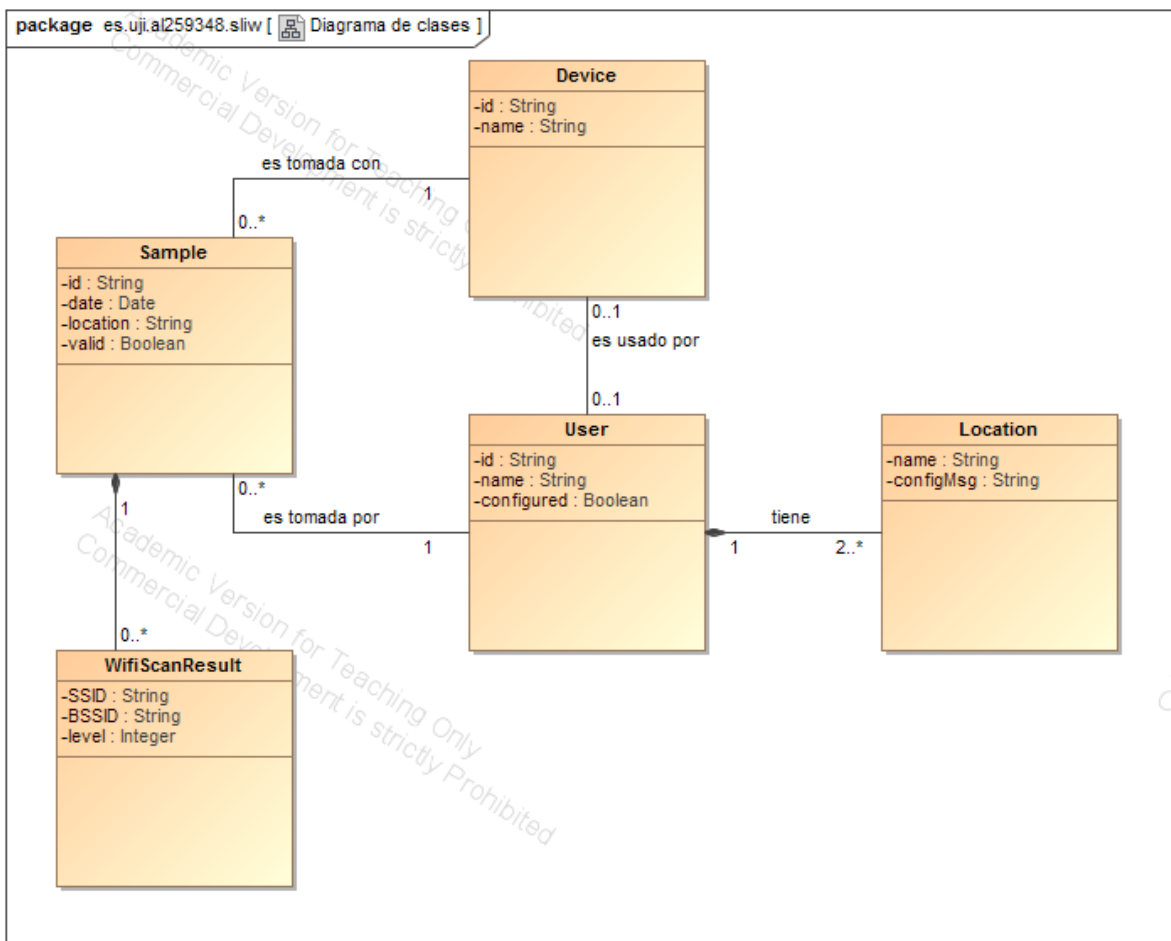 package es.uji.al259348.sliw [ Diagrama de clases ]
Academic Version for Teaching Only
Commercial Development is strictly Prohibited
Device
-id : String
-name : String
es tomada con
1
0..*
Sample
-id : String
-date : Date
-location : String
-valid : Boolean
0..1
es usado por
0..1
User
-id : String
-name : String
-configured : Boolean
Location
-name : String
-configMsg : String
0..*
es tomada por
1
1
tiene
1
2..*
Academic Version for Teaching Only
Commercial Development is strictly Prohibited
0..*
WifiScanResult
-SSID : String
-BSSID : String
-level : Integer